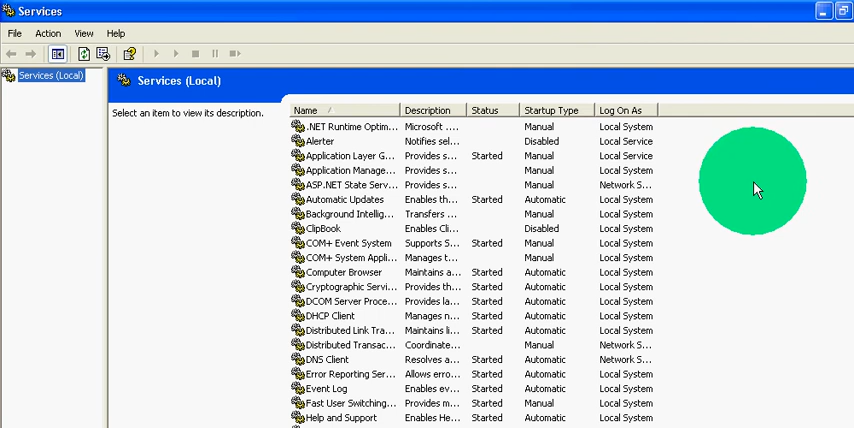 Services
File Action View Help
Services (Local)
Services (Local)
Select an item to view its description.
Name Description Status Startup Type Log On As
.NET Runtime Optim... Microsoft .... Manual Local System
Alerter Notifies sel... Disabled Local Service
Application Layer G... Provides s... Started Manual Local Service
Application Manage... Provides s... Manual Local System
ASP.NET State Serv... Provides s... Manual Network S...
Automatic Updates Enables th... Started Automatic Local System
Background Intellig... Transfers ... Manual Local System
ClipBook Enables Cli... Disabled Local System
COM+ Event System Supports S... Started Manual Local System
COM+ System Appli... Manages t... Manual Local System
Computer Browser Maintains a... Started Automatic Local System
Cryptographic Servi... Provides th... Started Automatic Local System
DCOM Server Proce... Provides la... Started Automatic Local System
DHCP Client Manages n... Started Automatic Local System
Distributed Link Tra... Maintains li... Started Automatic Local System
Distributed Transac... Coordinate... Manual Network S...
DNS Client Resolves a... Started Automatic Network S...
Error Reporting Ser... Allows erro... Started Automatic Local System
Event Log Enables ev... Started Automatic Local System
Fast User Switching... Provides m... Started Manual Local System
Help and Support Enables He... Started Automatic Local System